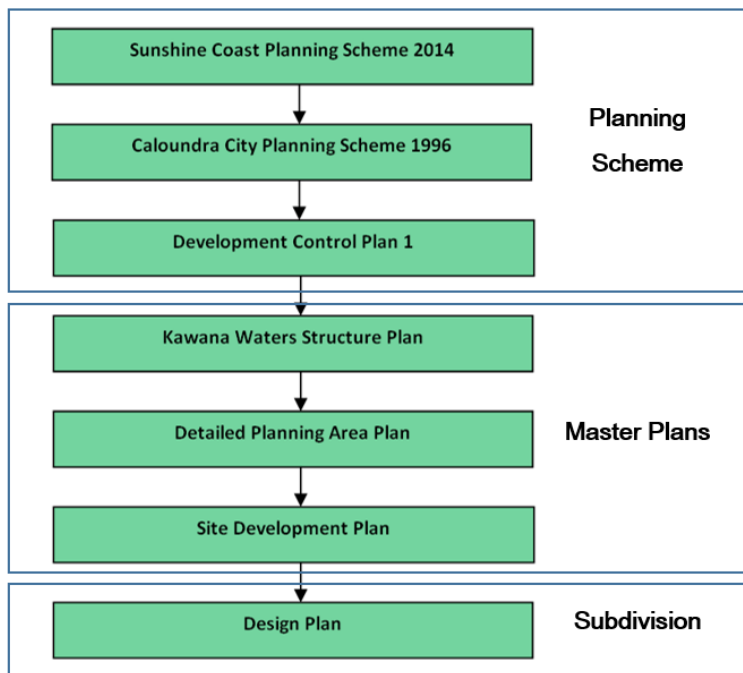 Sunshine Coast Planning Scheme 2014
Caloundra City Planning Scheme 1996
Development Control Plan 1
Planning
Scheme
Kawana Waters Structure Plan
Detailed Planning Area Plan
Site Development Plan
Master Plans
Design Plan
Subdivision